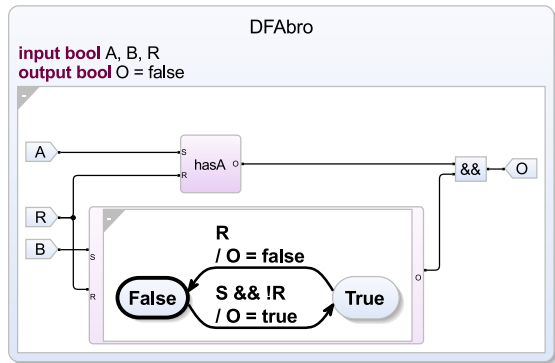 DFAbro
input bool A, B, R
output bool O = false
-
A
S
hasA
O
R
&&
O
R
-
B
S
R
O
R
/ O = false
S && !R
/ O = true
False
True